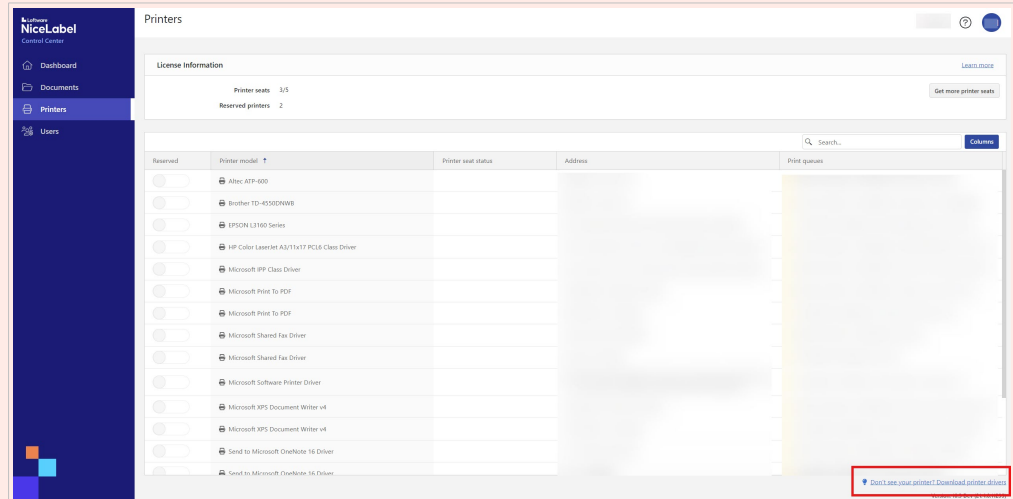 Loftware
NiceLabel
Control Center
Printers
?
Dashboard
Documents
Printers
Users
License Information
Learn more
Printer seats 3/5
Reserved printers 2
Get more printer seats
Search...
Columns
Reserved Printer model ↑ Printer seat status Address Print queues
Altec ATP-600
Brother TD-4550DNWB
EPSON L3160 Series
HP Color LaserJet A3/11x17 PCL6 Class Driver
Microsoft IPP Class Driver
Microsoft Print To PDF
Microsoft Print To PDF
Microsoft Shared Fax Driver
Microsoft Shared Fax Driver
Microsoft Software Printer Driver
Microsoft XPS Document Writer v4
Microsoft XPS Document Writer v4
Send to Microsoft OneNote 16 Driver
Send to Microsoft OneNote 16 Driver
Don't see your printer? Download printer drivers